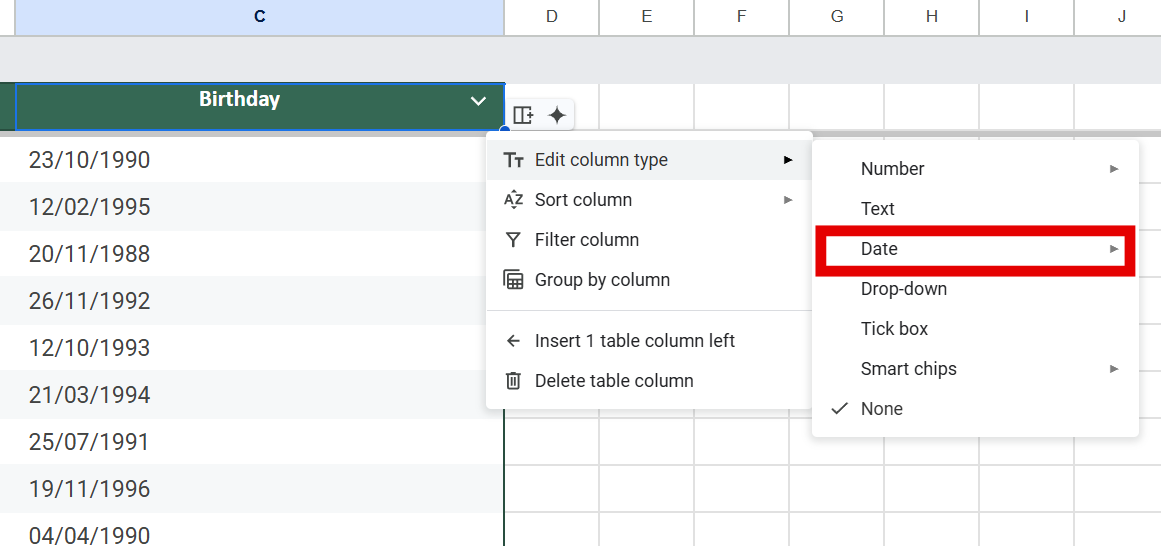 C D E F G H I J
Birthday
23/10/1990
12/02/1995
20/11/1988
26/11/1992
12/10/1993
21/03/1994
25/07/1991
19/11/1996
04/04/1990
Edit column type
Sort column
Filter column
Group by column
Insert 1 table column left
Delete table column
Number
Text
Date
Drop-down
Tick box
Smart chips
None